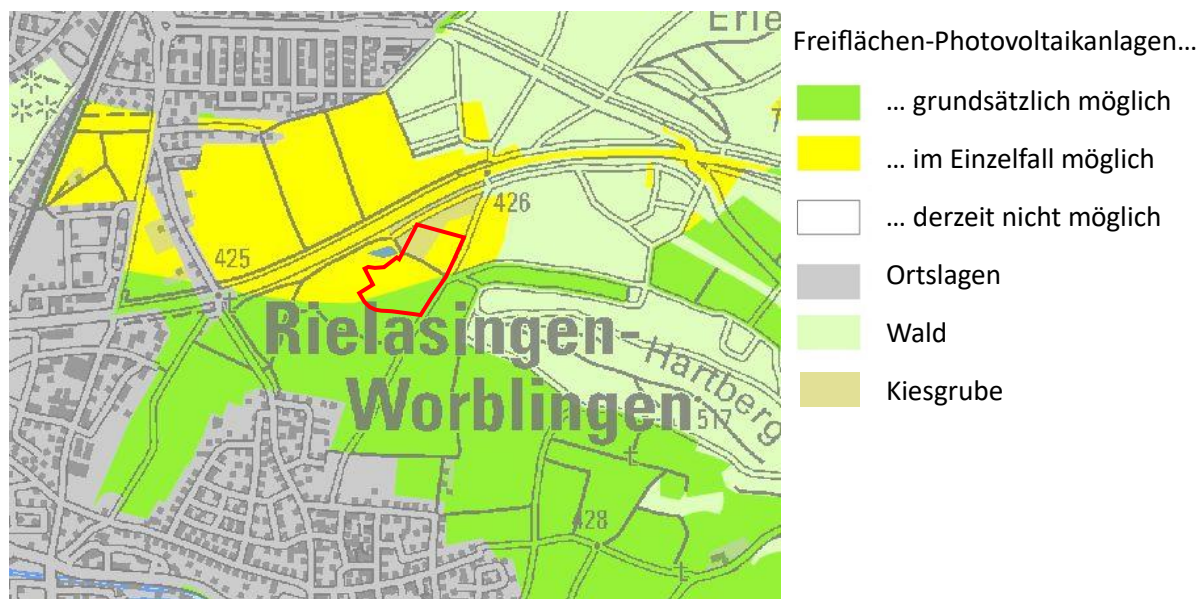 Erle
426
425
Rielasingen-
Worblingen
Hartberg
517
428
Freiflächen-Photovoltaikanlagen…
… grundsätzlich möglich
… im Einzelfall möglich
… derzeit nicht möglich
Ortslagen
Wald
Kiesgrube